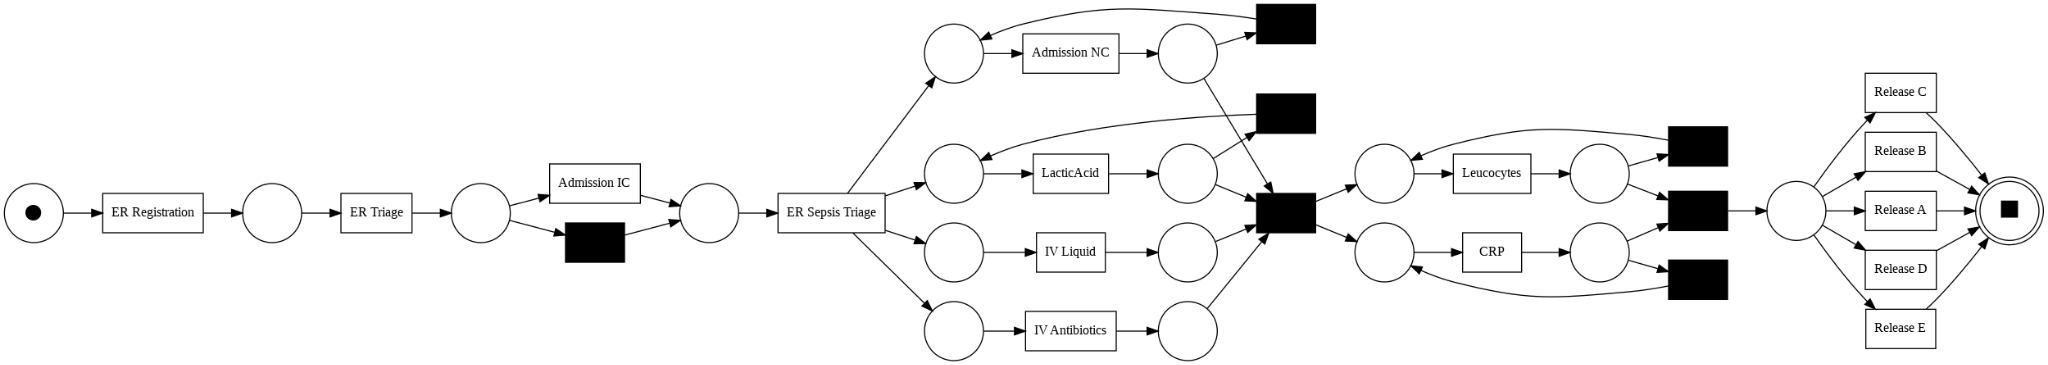 ER Registration
ER Triage
Admission IC
ER Sepsis Triage
Admission NC
LacticAcid
IV Liquid
IV Antibiotics
Leucocytes
CRP
Release C
Release B
Release A
Release D
Release E